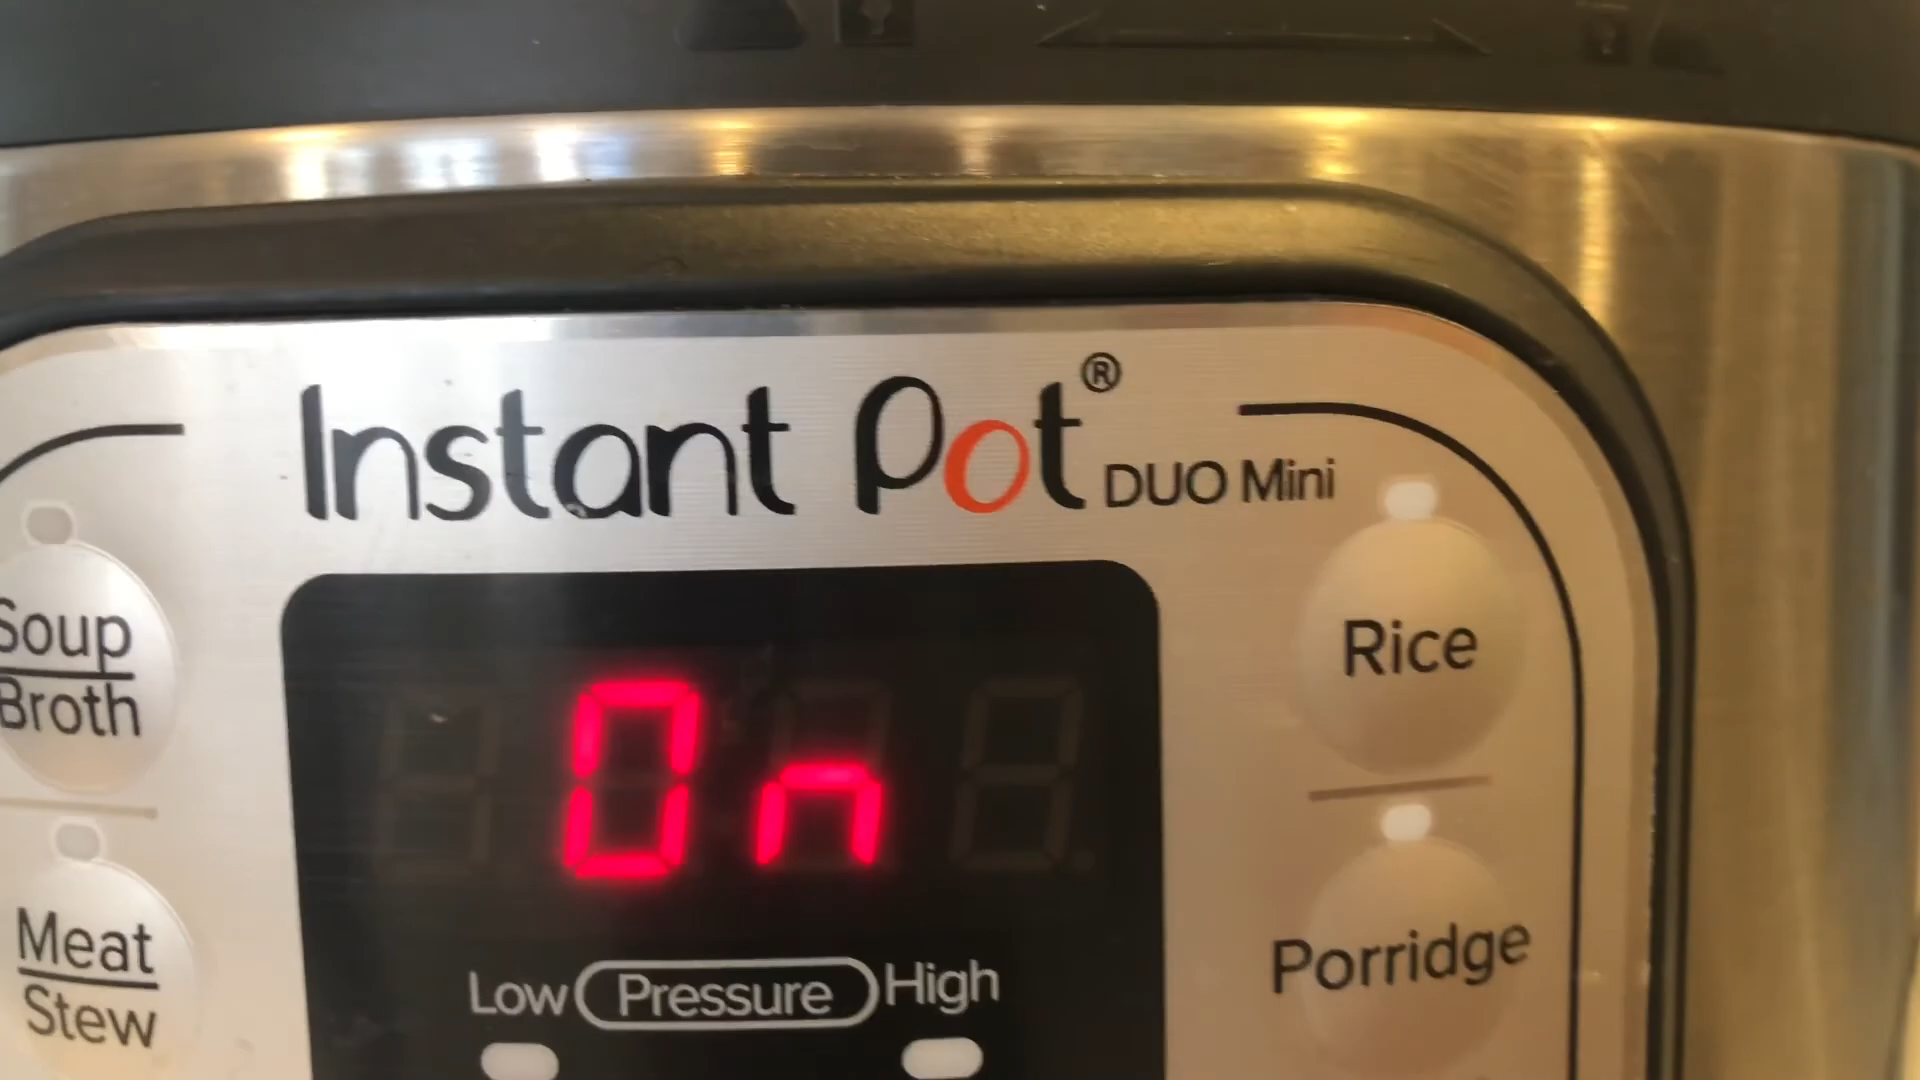 Instant Pot® DUO Mini
Soup
Broth
Rice
On
Meat
Stew
Porridge
Low Pressure High